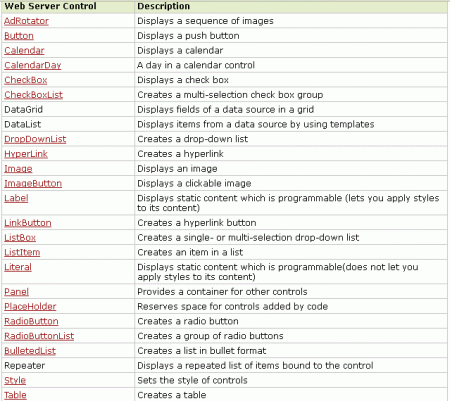 Web Server Control Description
AdRotator Displays a sequence of images
Button Displays a push button
Calendar Displays a calendar
CalendarDay A day in a calendar control
CheckBox Displays a check box
CheckBoxList Creates a multi-selection check box group
DataGrid Displays fields of a data source in a grid
DataList Displays items from a data source by using templates
DropDownList Creates a drop-down list
HyperLink Creates a hyperlink
Image Displays an image
ImageButton Displays a clickable image
Label Displays static content which is programmable (lets you apply styles
to its content)
LinkButton Creates a hyperlink button
ListBox Creates a single- or multi-selection drop-down list
ListItem Creates an item in a list
Literal Displays static content which is programmable(does not let you
apply styles to its content)
Panel Provides a container for other controls
PlaceHolder Reserves space for controls added by code
RadioButton Creates a radio button
RadioButtonList Creates a group of radio buttons
BulletedList Creates a list in bullet format
Repeater Displays a repeated list of items bound to the control
Style Sets the style of controls
Table Creates a table